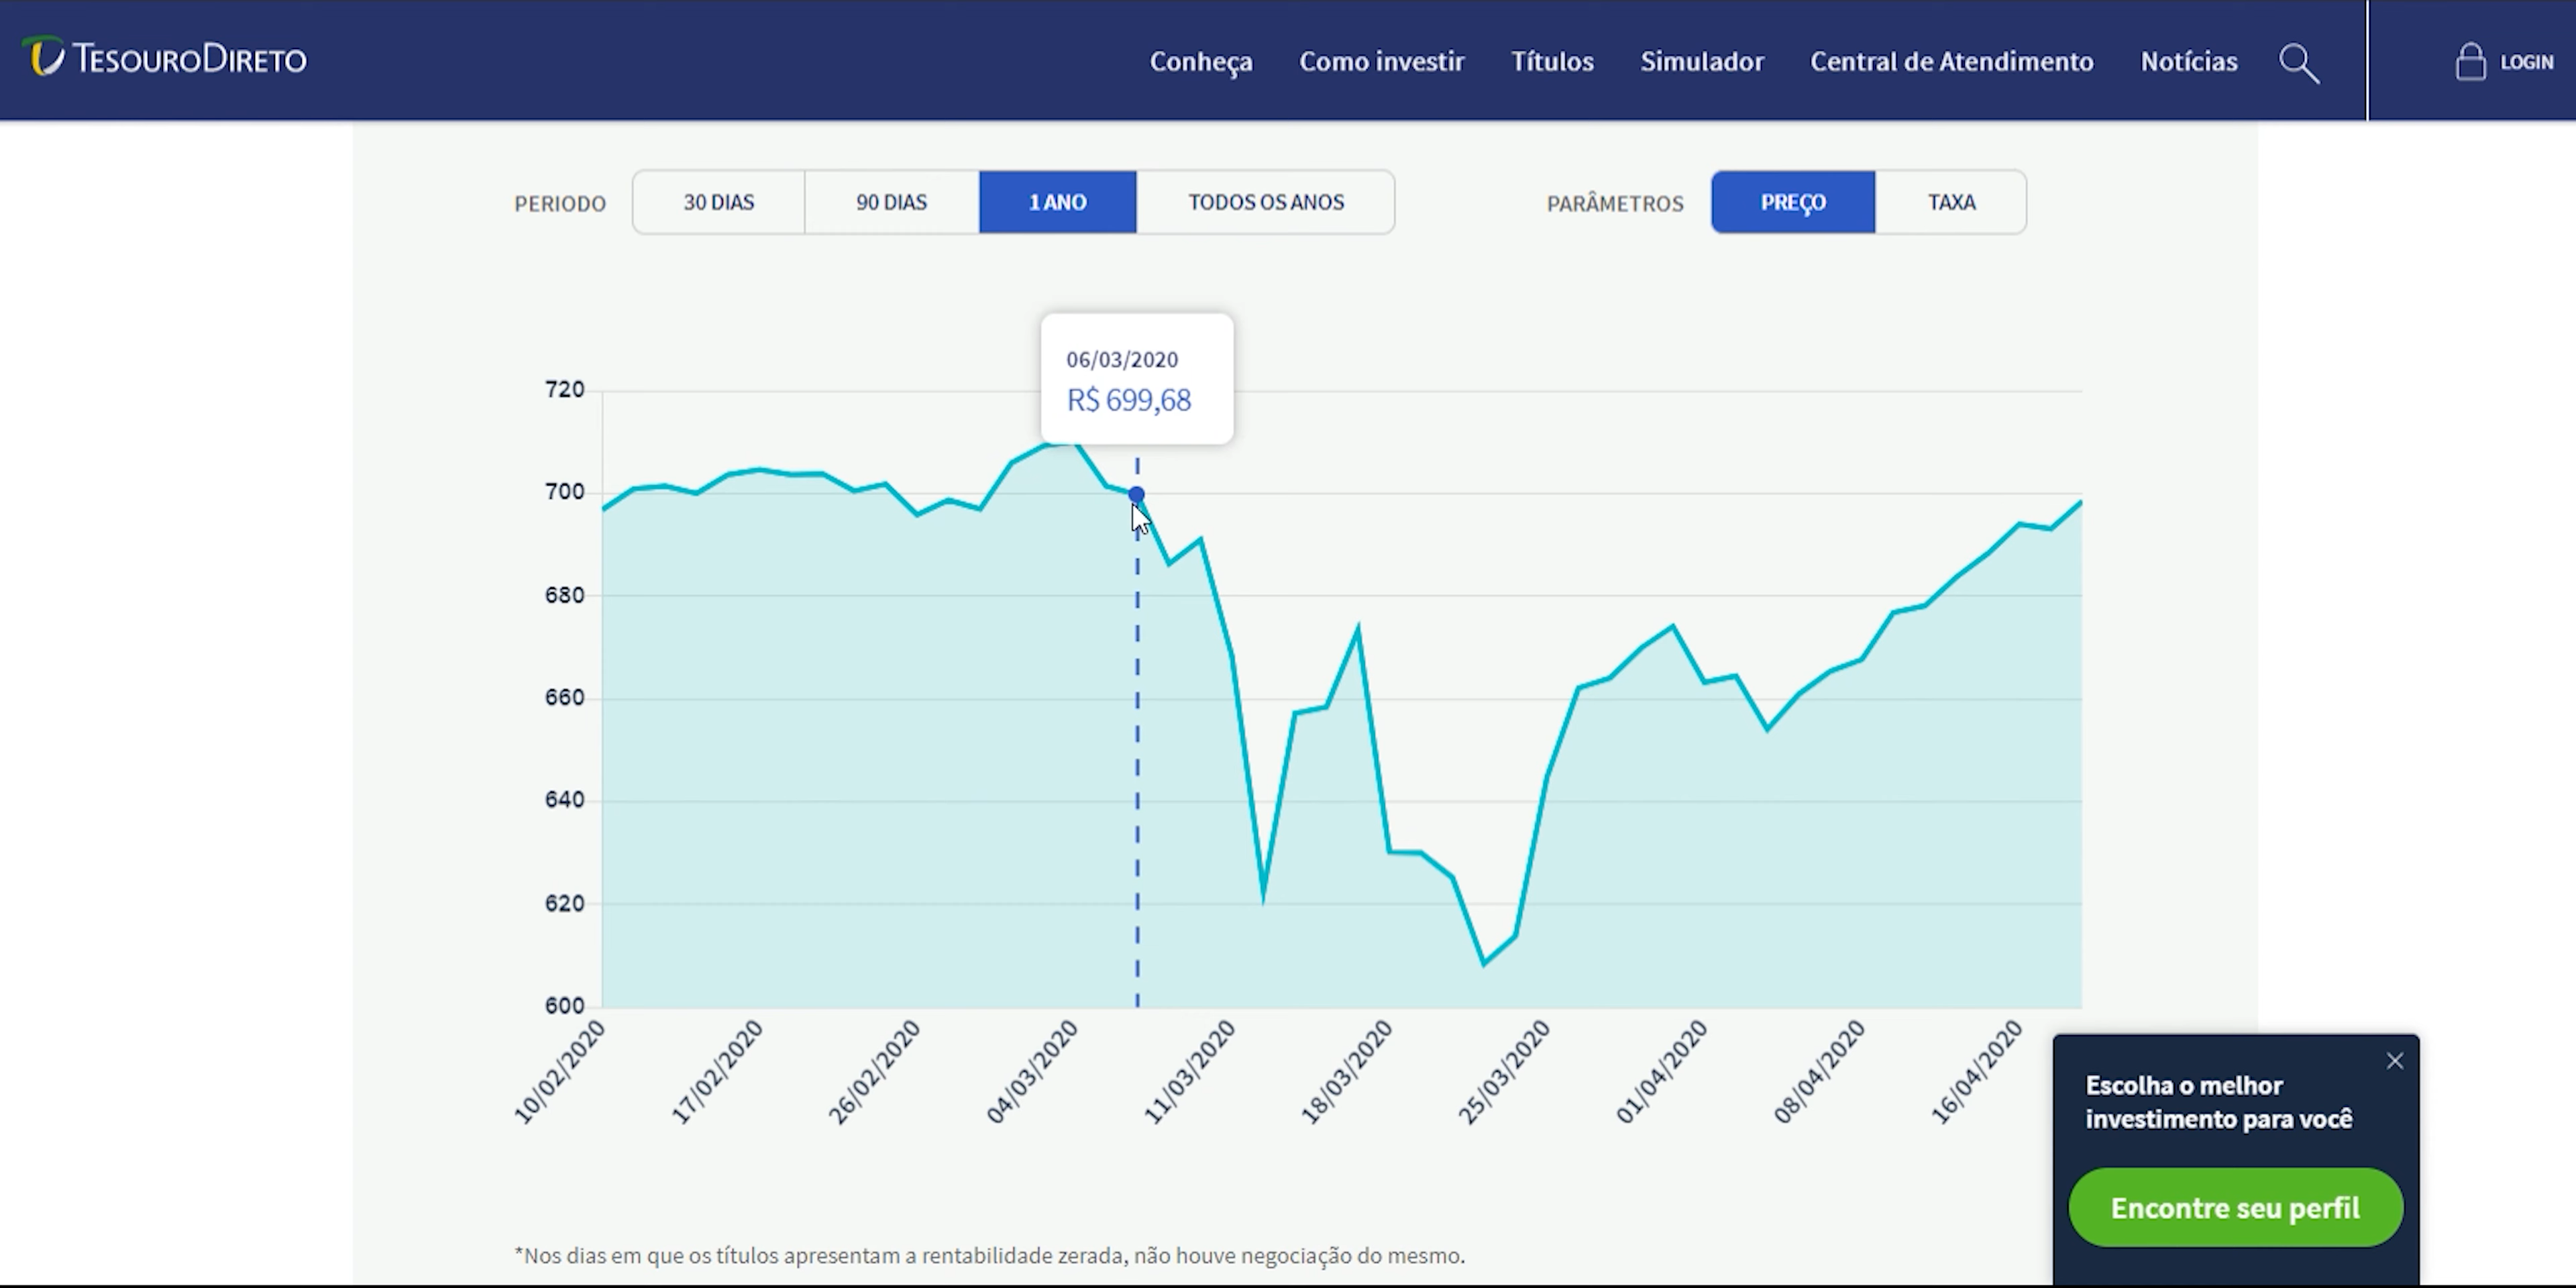 TESOURODIRETO
Conheça
Como investir
Títulos
Simulador
Central de Atendimento
Notícias
LOGIN
PERIODO
30 DIAS
90 DIAS
1 ANO
TODOS OS ANOS
PARÂMETROS
PREÇO
TAXA
06/03/2020
R$ 699,68
720
700
680
660
640
620
600
10/02/2020
17/02/2020
26/02/2020
04/03/2020
11/03/2020
18/03/2020
25/03/2020
01/04/2020
08/04/2020
16/04/2020
Escolha o melhor
investimento para você
Encontre seu perfil
*Nos dias em que os títulos apresentam a rentabilidade zerada, não houve negociação do mesmo.